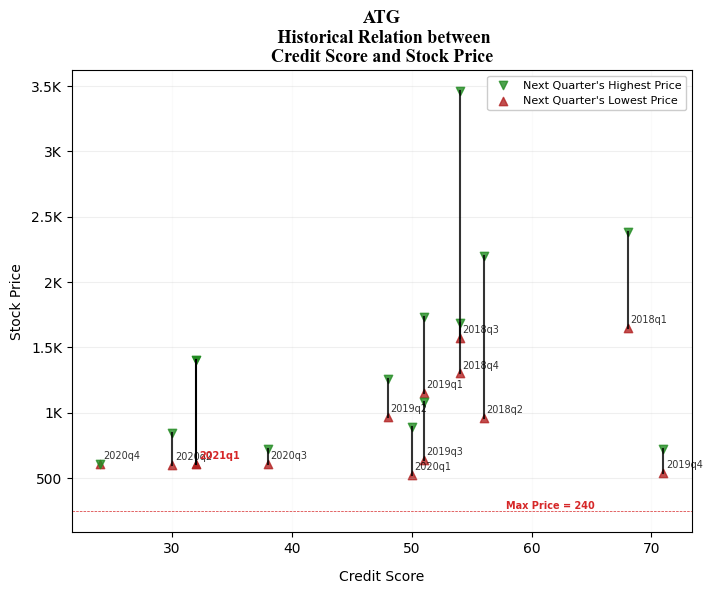 ATG
Historical Relation between
Credit Score and Stock Price
Next Quarter's Highest Price
Next Quarter's Lowest Price
3.5K
3K
2.5K
2K
1.5K
1K
500
Stock Price
2018q1
2018q3
2018q4
2019q1
2019q2
2018q2
2020q4
2020q2
2021q1
2020q3
2019q3
2020q1
2019q4
Max Price = 240
30
40
50
60
70
Credit Score